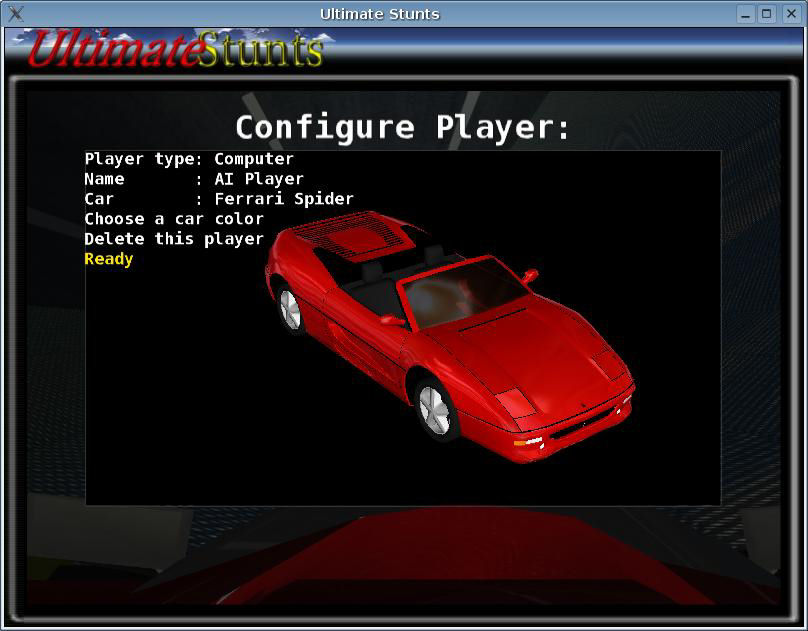 Ultimate Stunts
UltimateStunts
Configure Player:
Player type: Computer
Name : AI Player
Car : Ferrari Spider
Choose a car color
Delete this player
Ready